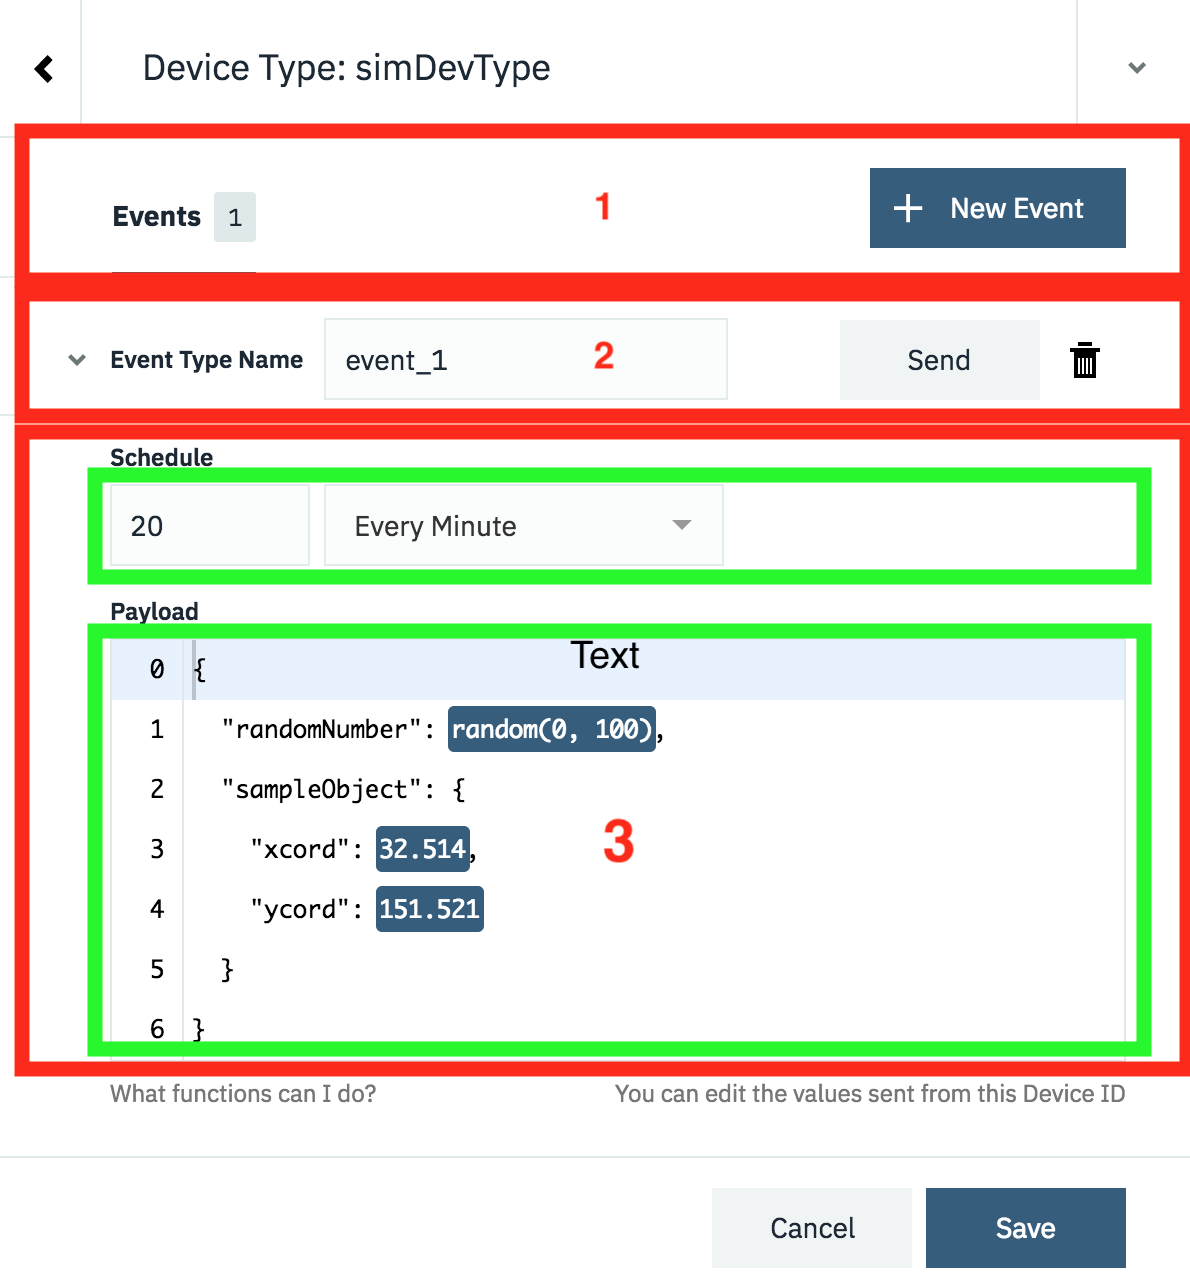 Device Type: simDevType
Events 1 1 + New Event
Event Type Name event_1 2 Send
Schedule
20 Every Minute
Payload
Text
0 {
1 "randomNumber": random(0, 100),
2 "sampleObject": {
3 "xcord": 32.514,
3
4 "ycord": 151.521
5 }
6 }
What functions can I do? You can edit the values sent from this Device ID
Cancel Save